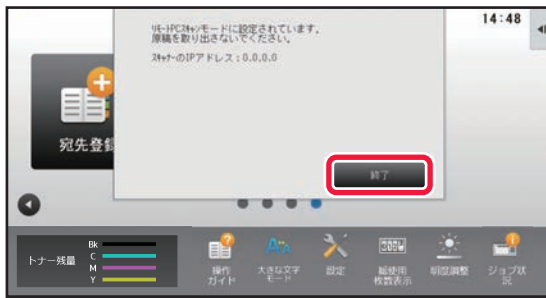 リモートPCスキャンモードに設定されています。
原稿を取り出さないでください。
スキャナーのIPアドレス:0.0.0.0
14:48
宛先登録
終了
トナー残量
Bk
C
M
Y
操作
ガイド
大きな文字
モード
設定
総使用
枚数表示
明度調整
ジョブ状
況